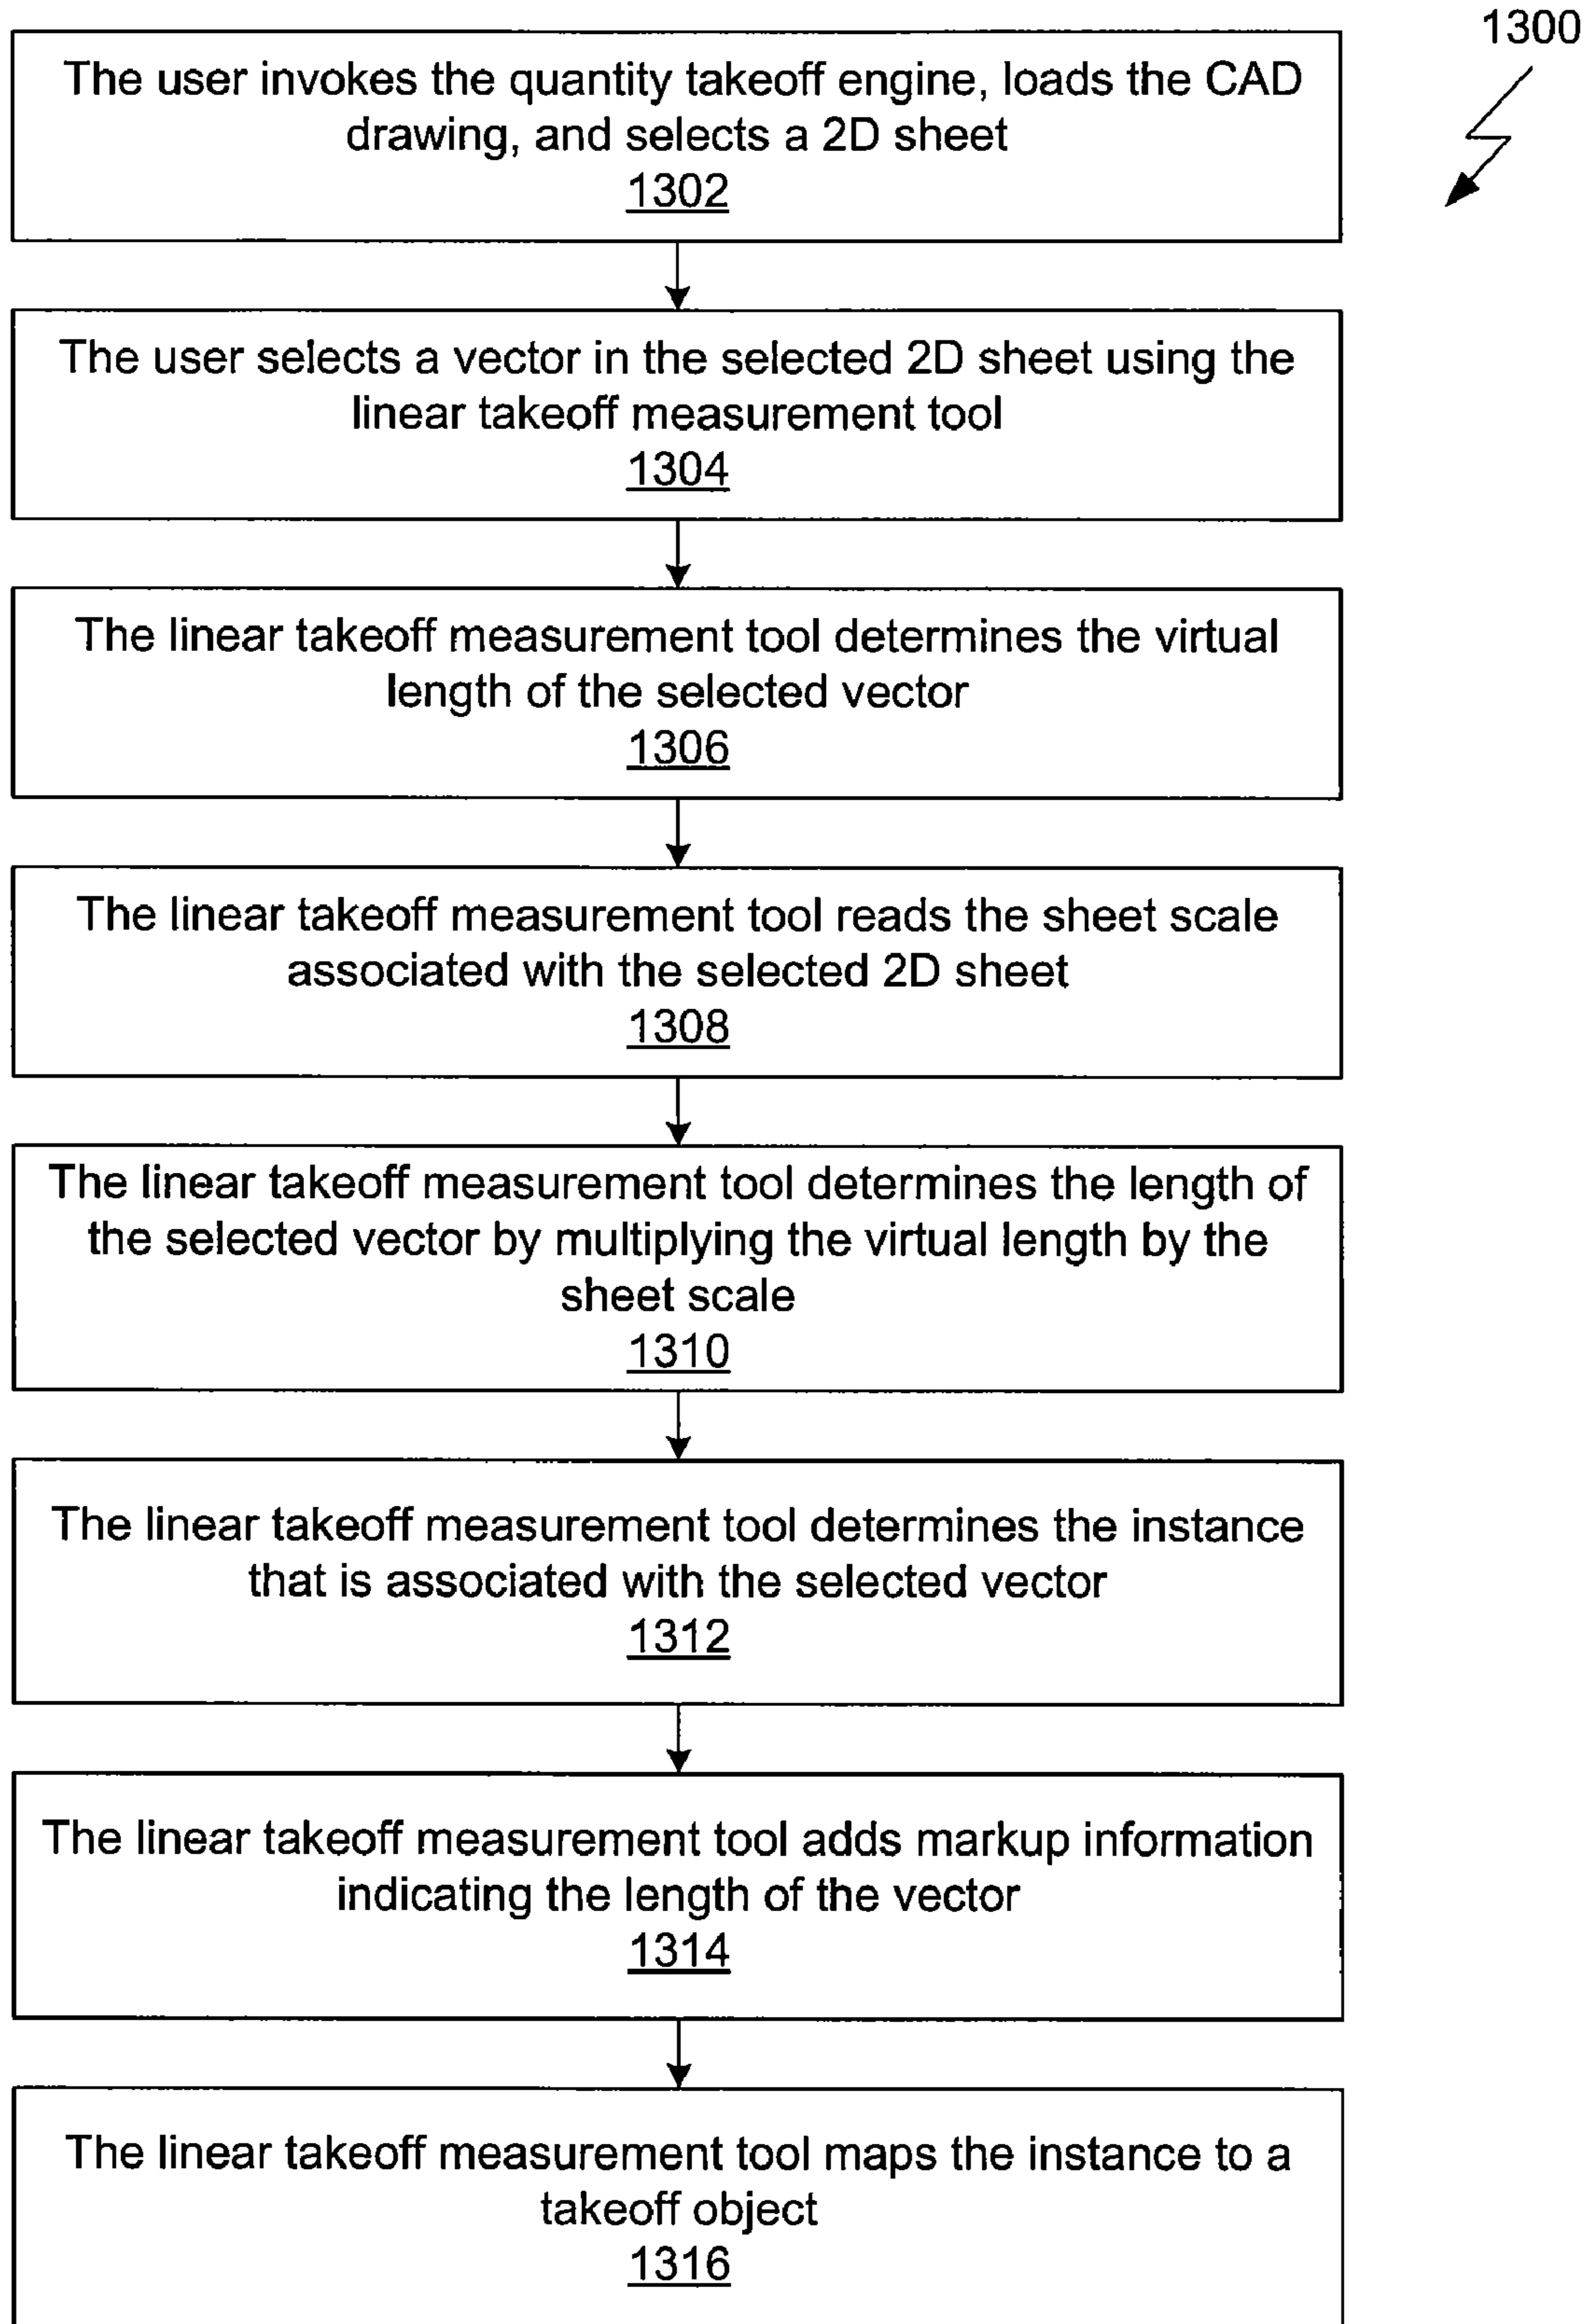 1300
The user invokes the quantity takeoff engine, loads the CAD
drawing, and selects a 2D sheet
1302
The user selects a vector in the selected 2D sheet using the
linear takeoff measurement tool
1304
The linear takeoff measurement tool determines the virtual
length of the selected vector
1306
The linear takeoff measurement tool reads the sheet scale
associated with the selected 2D sheet
1308
The linear takeoff measurement tool determines the length of
the selected vector by multiplying the virtual length by the
sheet scale
1310
The linear takeoff measurement tool determines the instance
that is associated with the selected vector
1312
The linear takeoff measurement tool adds markup information
indicating the length of the vector
1314
The linear takeoff measurement tool maps the instance to a
takeoff object
1316